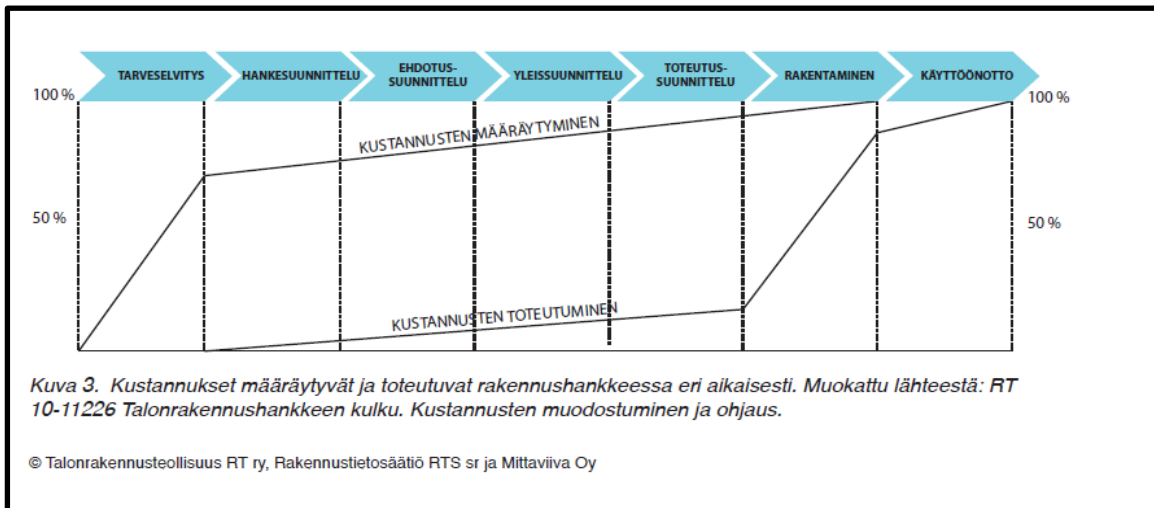 TARVESELVITYS
HANKESUUNNITTELU
EHDOTUS-
SUUNNITTELU
YLEISSUUNNITTELU
TOTEUTUS-
SUUNNITTELU
RAKENTAMINEN
KÄYTTÖÖNOTTO
100 %
100 %
KUSTANNUSTEN MÄÄRÄYTYMINEN
50 %
50 %
KUSTANNUSTEN TOTEUTUMINEN
Kuva 3. Kustannukset määräytyvät ja toteutuvat rakennushankkeessa eri aikaisesti. Muokattu lähteestä: RT
10-11226 Talonrakennushankkeen kulku. Kustannusten muodostuminen ja ohjaus.
© Talonrakennusteollisuus RT ry, Rakennustietosäätiö RTS sr ja Mittaviiva Oy